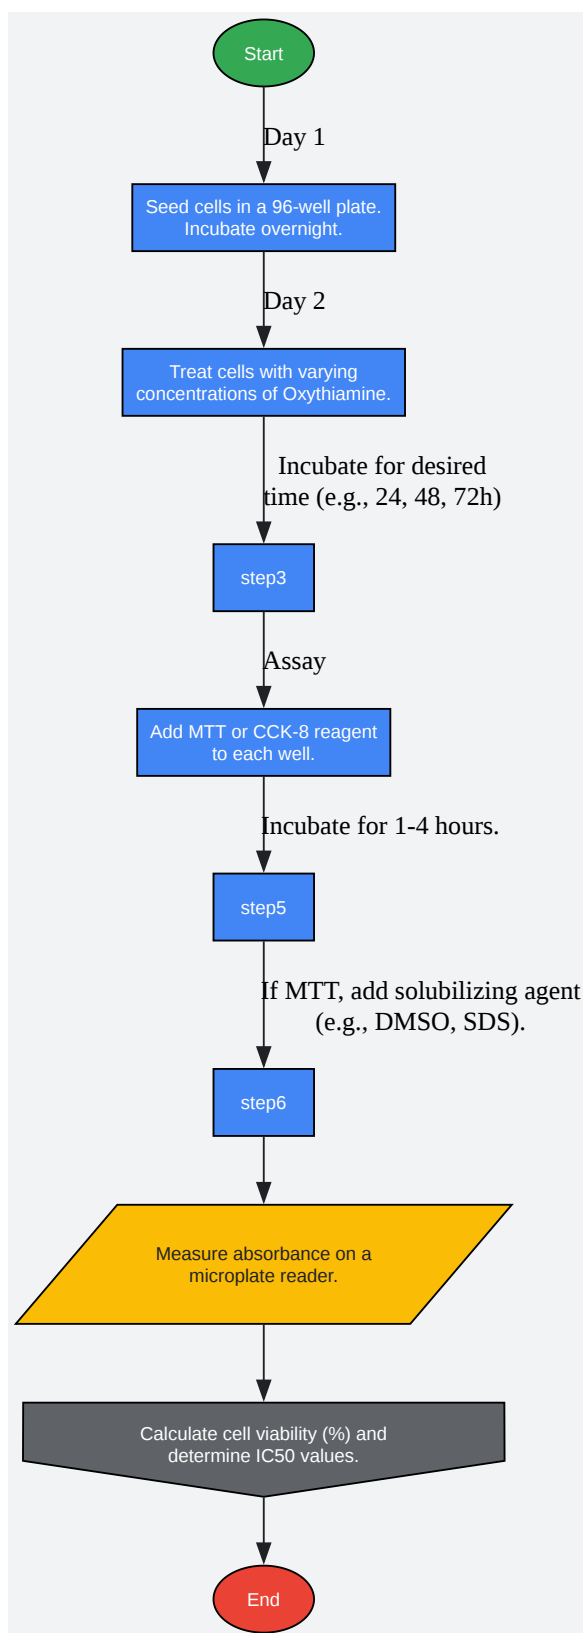 Start
Day 1
Seed cells in a 96-well plate.
Incubate overnight.
Day 2
Treat cells with varying
concentrations of Oxythiamine.
Incubate for desired
time (e.g., 24, 48, 72h)
step3
Assay
Add MTT or CCK-8 reagent
to each well.
Incubate for 1-4 hours.
step5
If MTT, add solubilizing agent
(e.g., DMSO, SDS).
step6
Measure absorbance on a
microplate reader.
Calculate cell viability (%) and
determine IC50 values.
End